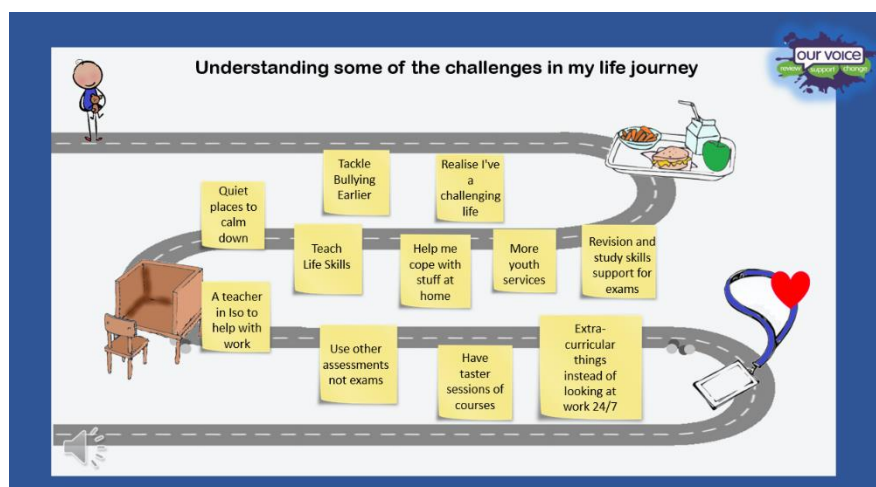 our voice
review support change
Understanding some of the challenges in my life journey
Tackle
Bullying
Earlier
Realise I've
a
challenging
life
Quiet
places to
calm
down
Teach
Life Skills
Help me
cope with
stuff at
home
More
youth
services
Revision and
study skills
support for
exams
A teacher
in Iso to
help with
work
Use other
assessments
not exams
Have
taster
sessions of
courses
Extra-
curricular
things
instead of
looking at
work 24/7